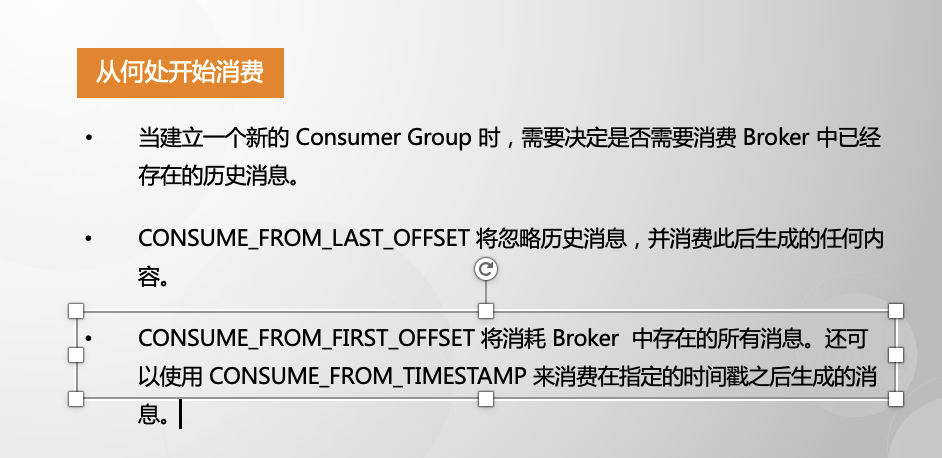 从何处开始消费
• 当建立一个新的 Consumer Group 时，需要决定是否需要消费 Broker 中已经
存在的历史消息。
• CONSUME_FROM_LAST_OFFSET 将忽略历史消息，并消费此后生成的任何内
容。
• CONSUME_FROM_FIRST_OFFSET 将消耗 Broker  中存在的所有消息。还可
以使用 CONSUME_FROM_TIMESTAMP 来消费在指定的时间戳之后生成的消
息。